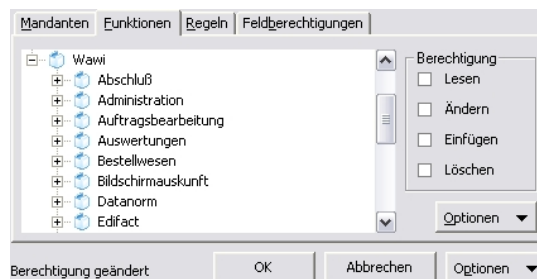 Mandanten Funktionen Regeln Feldberechtigungen
Wawi
Abschluß
Administration
Auftragsbearbeitung
Auswertungen
Bestellwesen
Bildschirmauskunft
Datanorm
Edifact
Berechtigung
Lesen
Ändern
Einfügen
Löschen
Optionen
Berechtigung geändert OK Abbrechen Optionen